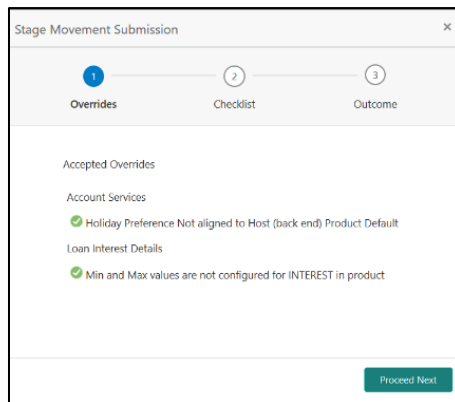 Stage Movement Submission ×
1 2 3
Overrides Checklist Outcome
Accepted Overrides
Account Services
Holiday Preference Not aligned to Host (back end) Product Default
Loan Interest Details
Min and Max values are not configured for INTEREST in product
Proceed Next